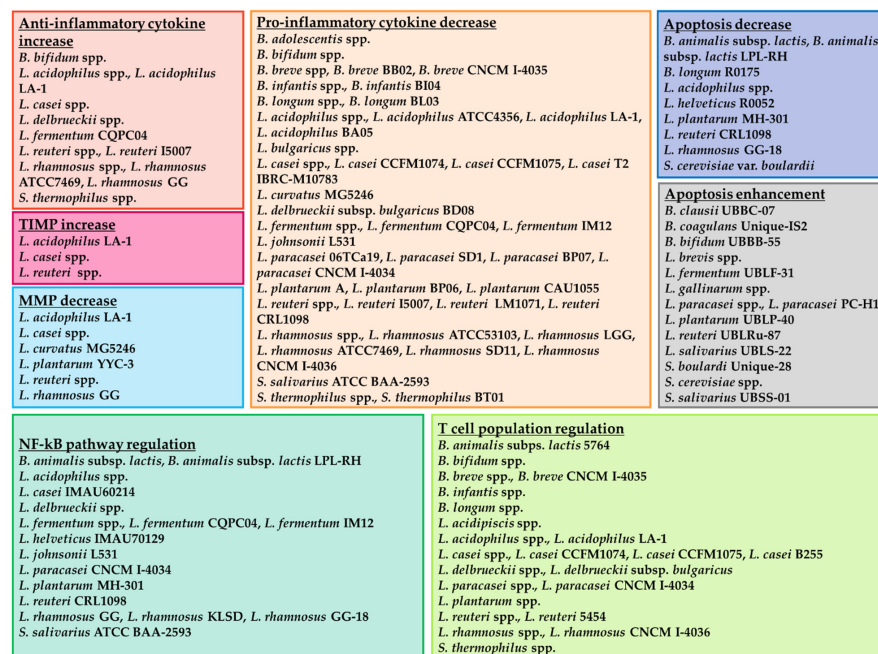 Anti-inflammatory cytokine
increase
B. bifidum spp.
L. acidophilus spp., L. acidophilus
LA-1
L. casei spp.
L. delbrueckii spp.
L. fermentum CQPC04
L. reuteri spp., L. reuteri I5007
L. rhamnosus spp., L. rhamnosus
ATCC7469, L. rhamnosus GG
S. thermophilus spp.
TIMP increase
L. acidophilus LA-1
L. casei spp.
L. reuteri spp.
MMP decrease
L. acidophilus LA-1
L. casei spp.
L. curvatus MG5246
L. plantarum YYC-3
L. reuteri spp.
L. rhamnosus GG
Pro-inflammatory cytokine decrease
B. adolescentis spp.
B. bifidum spp.
B. breve spp, B. breve BB02, B. breve CNCM I-4035
B. infantis spp., B. infantis BI04
B. longum spp., B. longum BL03
L. acidophilus spp., L. acidophilus ATCC4356, L. acidophilus LA-1,
L. acidophilus BA05
L. bulgaricus spp.
L. casei spp., L. casei CCFM1074, L. casei CCFM1075, L. casei T2
IBRC-M10783
L. curvatus MG5246
L. delbrueckii subsp. bulgaricus BD08
L. fermentum spp., L. fermentum CQPC04, L. fermentum IM12
L. johnsonii L531
L. paracasei 06TCa19, L. paracasei SD1, L. paracasei BP07, L.
paracasei CNCM I-4034
L. plantarum A, L. plantarum BP06, L. plantarum CAU1055
L. reuteri spp., L. reuteri I5007, L. reuteri LM1071, L. reuteri
CRL1098
L. rhamnosus spp., L. rhamnosus ATCC53103, L. rhamnosus LGG,
L. rhamnosus ATCC7469, L. rhamnosus SD11, L. rhamnosus
CNCM I-4036
S. salivarius ATCC BAA-2593
S. thermophilus spp., S. thermophilus BT01
Apoptosis decrease
B. animalis subsp. lactis, B. animalis
subsp. lactis LPL-RH
B. longum R0175
L. acidophilus spp.
L. helveticus R0052
L. plantarum MH-301
L. reuteri CRL1098
L. rhamnosus GG-18
S. cerevisiae var. boulardii
Apoptosis enhancement
B. clausii UBBC-07
B. coagulans Unique-IS2
B. bifidum UBBB-55
L. brevis spp.
L. fermentum UBLF-31
L. gallinarum spp.
L. paracasei spp., L. paracasei PC-H1
L. plantarum UBLP-40
L. reuteri UBLRu-87
L. salivarius UBLS-22
S. boulardi Unique-28
S. cerevisiae spp.
S. salivarius UBSS-01
NF-kB pathway regulation
B. animalis subsp. lactis, B. animalis subsp. lactis LPL-RH
L. acidophilus spp.
L. casei IMAU60214
L. delbrueckii spp.
L. fermentum spp., L. fermentum CQPC04, L. fermentum IM12
L. helveticus IMAU70129
L. johnsonii L531
L. paracasei CNCM I-4034
L. plantarum MH-301
L. reuteri CRL1098
L. rhamnosus GG, L. rhamnosus KLSD, L. rhamnosus GG-18
S. salivarius ATCC BAA-2593
T cell population regulation
B. animalis subps. lactis 5764
B. bifidum spp.
B. breve spp., B. breve CNCM I-4035
B. infantis spp.
B. longum spp.
L. acidipiscis spp.
L. acidophilus spp., L. acidophilus LA-1
L. casei spp., L. casei CCFM1074, L. casei CCFM1075, L. casei B255
L. delbrueckii spp., L. delbrueckii subsp. bulgaricus
L. paracasei spp., L. paracasei CNCM I-4034
L. plantarum spp.
L. reuteri spp., L. reuteri 5454
L. rhamnosus spp., L. rhamnosus CNCM I-4036
S. thermophilus spp.